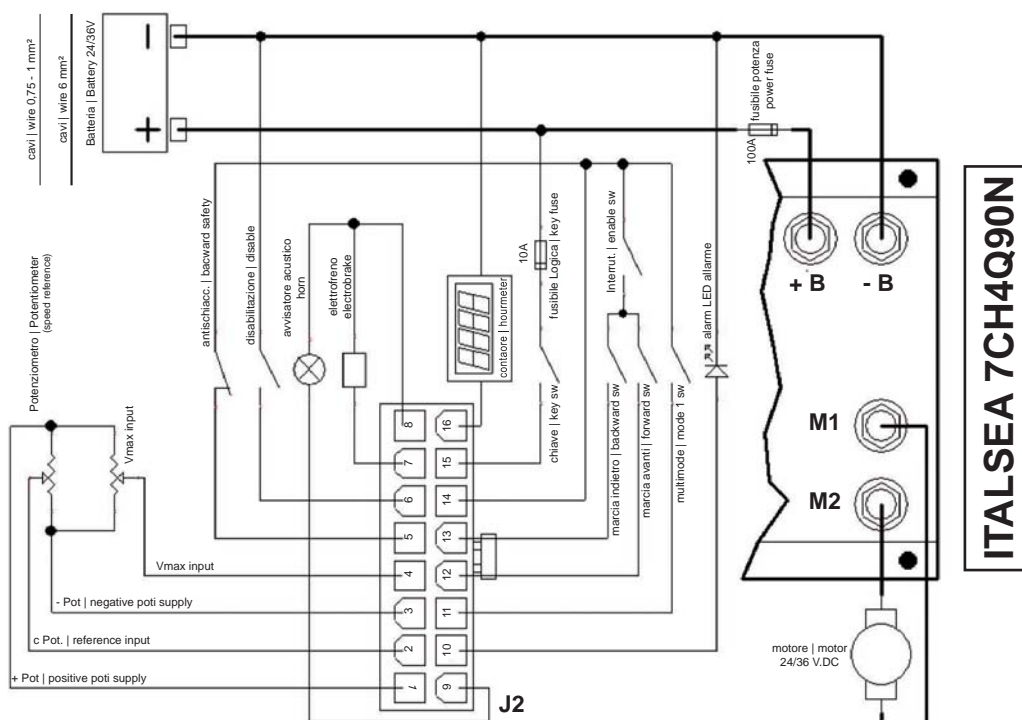 cavi | wire 0,75 - 1 mm²
cavi | wire 6 mm²
Batteria | Battery 24/36V
fusibile potenza
power fuse
100A
antischiacc. | bacward safety
disabilitazione | disable
avvisatore acustico
horn
elettrofreno
electrobrake
contaore | hourmeter
10A
fusibile Logica | key fuse
chiave | key sw
Interrut. | enable sw
marcia indietro | backward sw
marcia avanti | forward sw
multimode | mode 1 sw
alarm LED allarme
+ B
- B
M1
M2
ITALSEA 7CH4Q90N
Potenziometro | Potentiometer
(speed reference)
Vmax input
Vmax input
- Pot | negative poti supply
c Pot. | reference input
+ Pot | positive poti supply
8
16
7
15
6
14
5
13
4
12
3
11
2
10
1
9
J2
motore | motor
24/36 V.DC